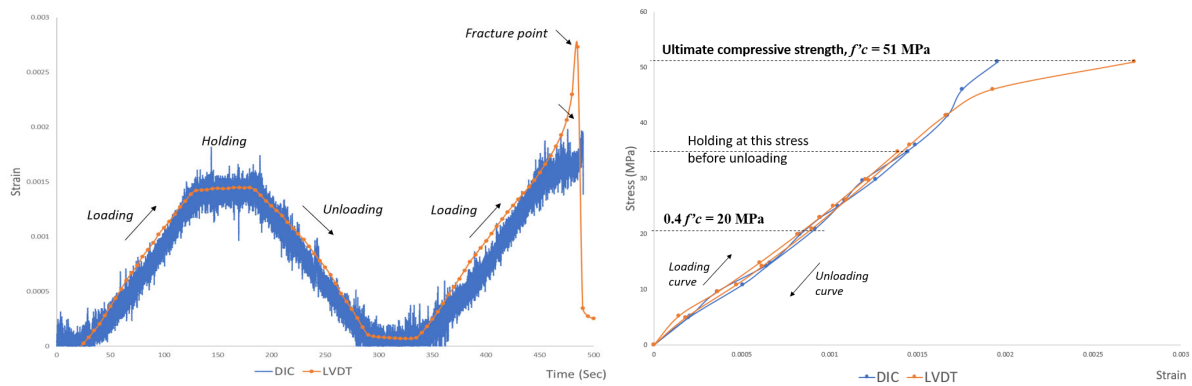 0.003
0.0025
0.002
0.0015
0.001
0.0005
0
Strain
Fracture point
Holding
Loading
Unloading
Loading
0 50 100 150 200 250 300 350 400 450 500
Time (Sec)
DIC LVDT
60
50
40
30
20
10
0
Stress (MPa)
Ultimate compressive strength, f'c = 51 MPa
Holding at this stress
before unloading
0.4 f'c = 20 MPa
Loading
curve
Unloading
curve
0 0.0005 0.001 0.0015 0.002 0.0025 0.003
DIC LVDT
Strain